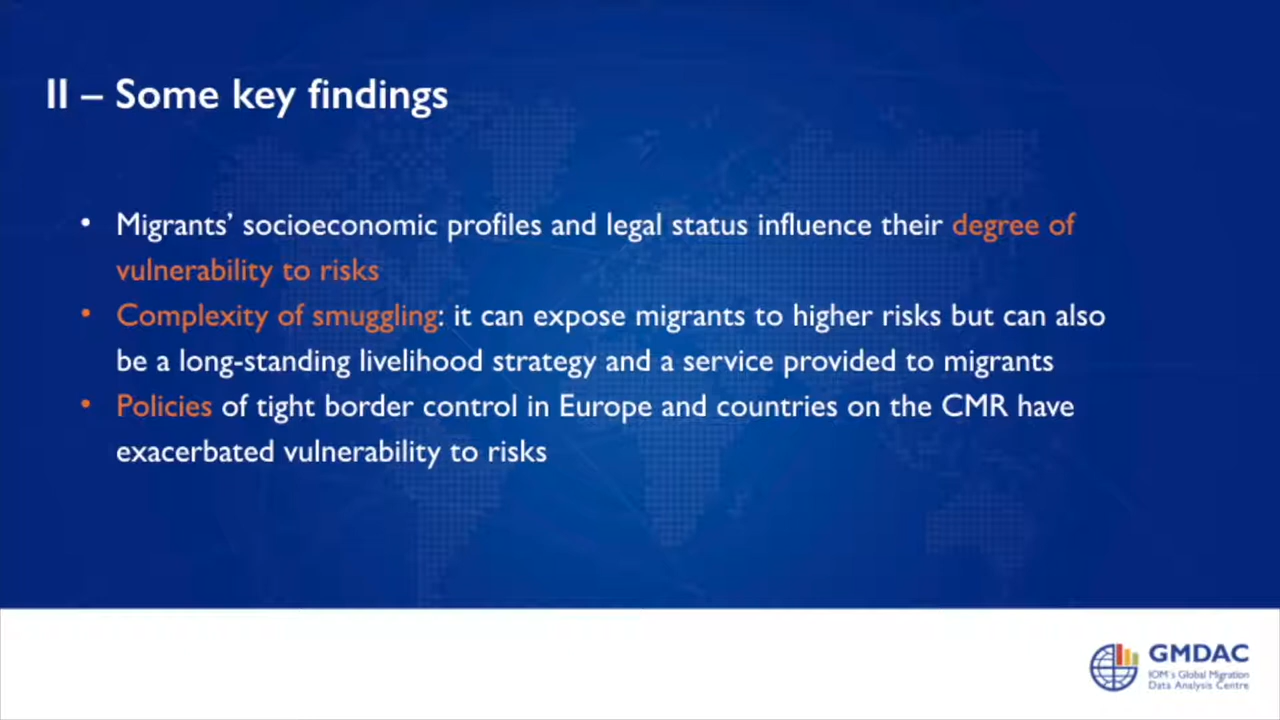 II – Some key findings
• Migrants’ socioeconomic profiles and legal status influence their degree of
vulnerability to risks
• Complexity of smuggling: it can expose migrants to higher risks but can also
be a long-standing livelihood strategy and a service provided to migrants
• Policies of tight border control in Europe and countries on the CMR have
exacerbated vulnerability to risks
GMDAC
IOM's Global Migration
Data Analysis Centre